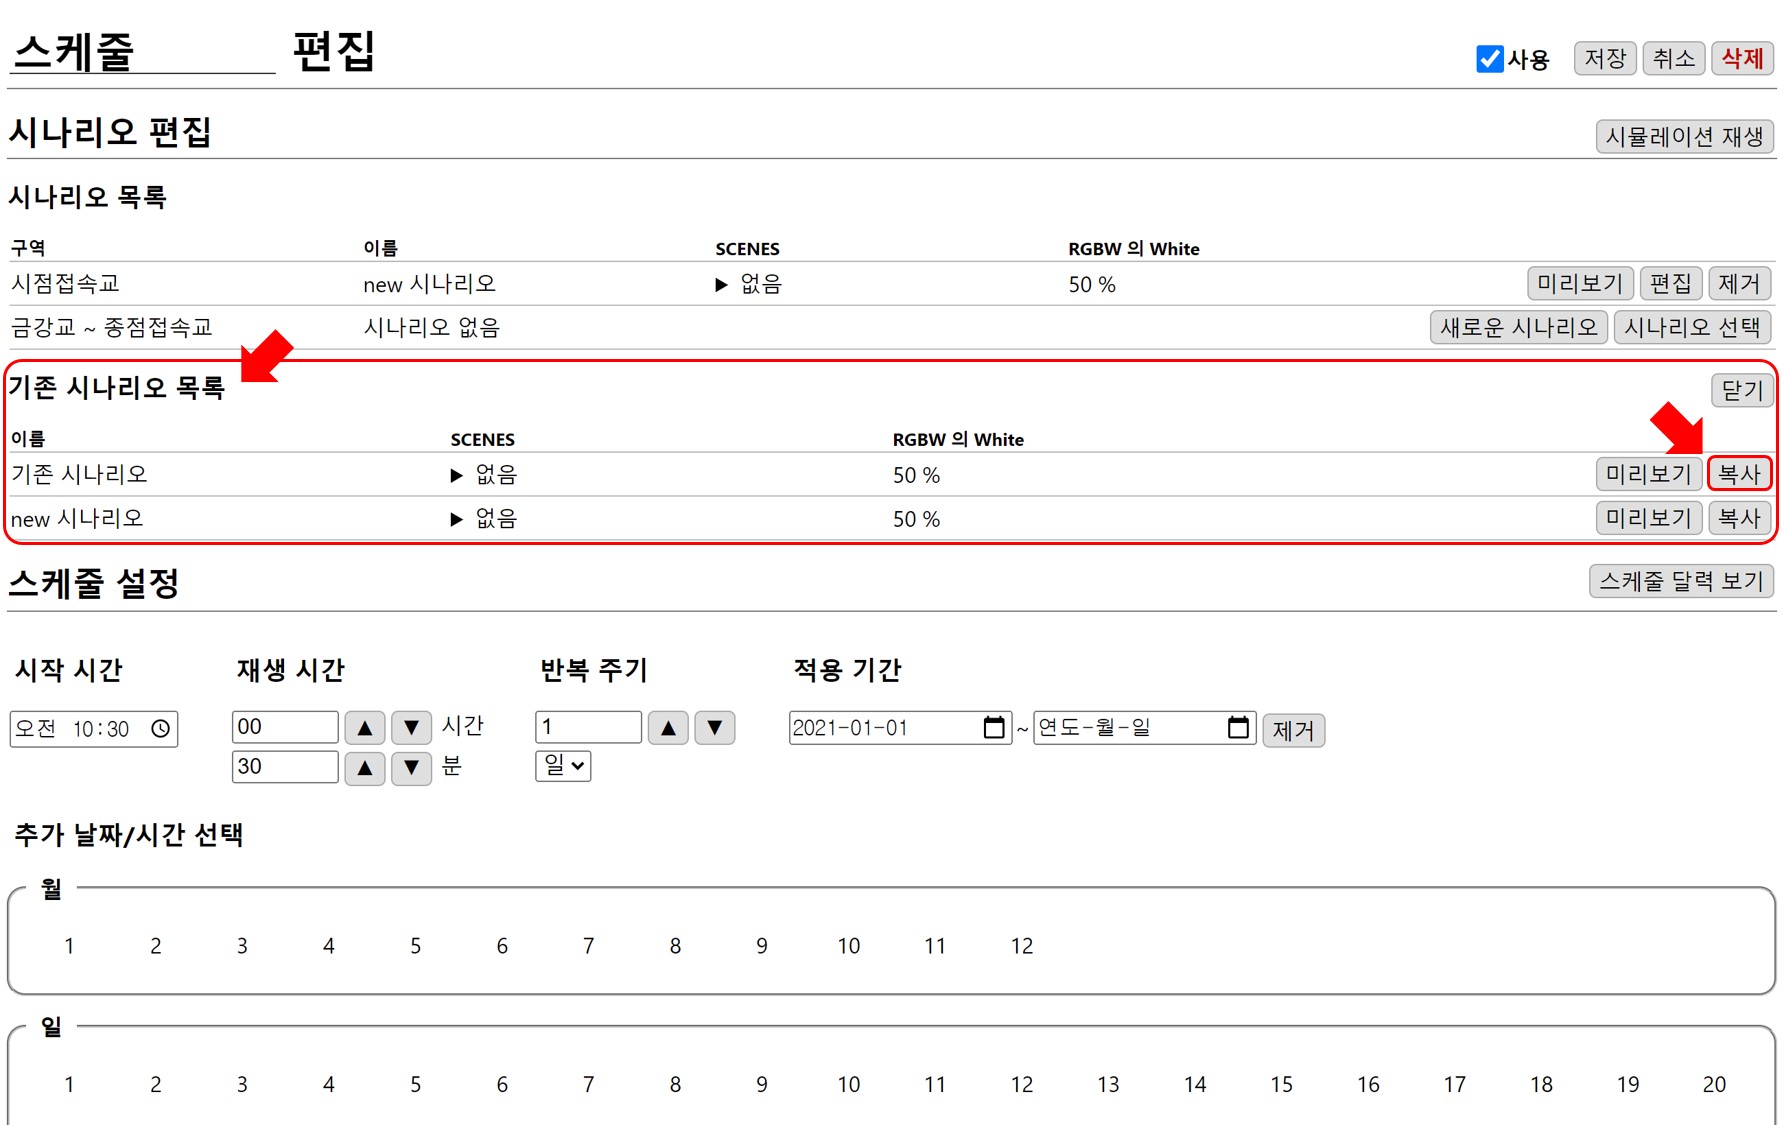 스케줄 편집
사용 저장 취소 삭제
시나리오 편집
시뮬레이션 재생
시나리오 목록
구역 이름 SCENES RGBW 의 White
시점접속교 new 시나리오 ▶ 없음 50 % 미리보기 편집 제거
금강교 ~ 종점접속교 시나리오 없음 새로운 시나리오 시나리오 선택
기존 시나리오 목록 닫기
이름 SCENES RGBW 의 White
기존 시나리오 ▶ 없음 50 % 미리보기 복사
new 시나리오 ▶ 없음 50 % 미리보기 복사
스케줄 설정 스케줄 달력 보기
시작 시간 재생 시간 반복 주기 적용 기간
오전 10:30 00 ▲ ▼ 시간 1 ▲ ▼ 2021-01-01 ~ 연도-월-일 제거
30 ▲ ▼ 분 일
추가 날짜/시간 선택
월
1 2 3 4 5 6 7 8 9 10 11 12
일
1 2 3 4 5 6 7 8 9 10 11 12 13 14 15 16 17 18 19 20